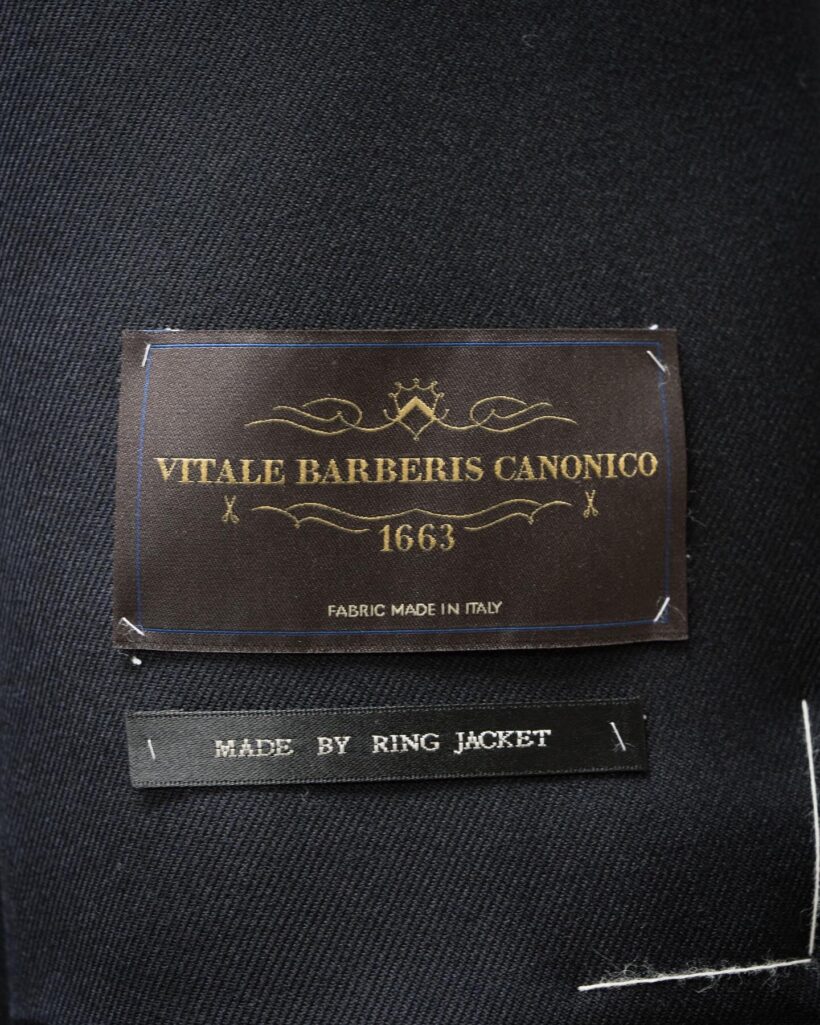 VITALE BARBERIS CANONICO
1663
FABRIC MADE IN ITALY
MADE BY RING JACKET